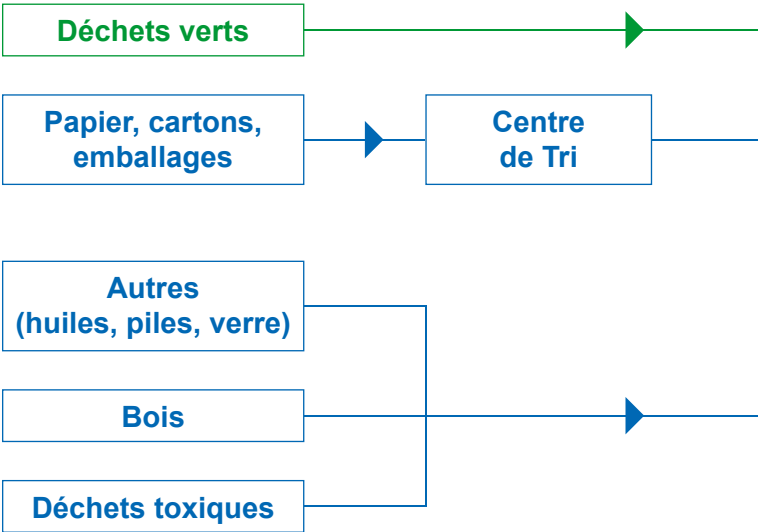 Déchets verts
Papier, cartons,
emballages
Centre
de Tri
Autres
(huiles, piles, verre)
Bois
Déchets toxiques